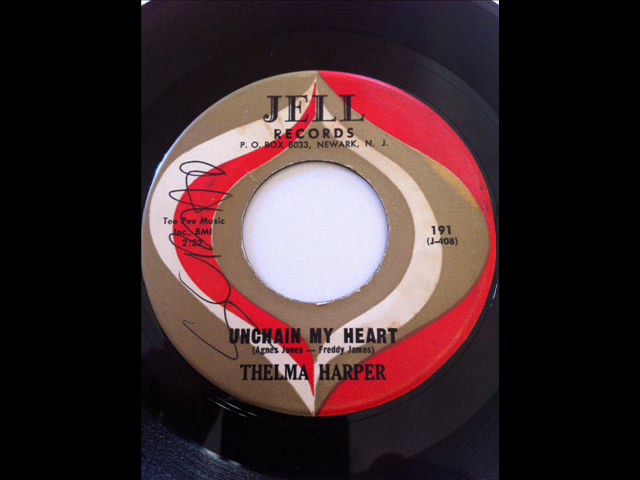 JELL
RECORDS
P. O. BOX 8033, NEWARK, N. J.
Tee Pee Music
Inc., BMI
2:32
191
(J-408)
UNCHAIN MY HEART
(Agnes Jones — Freddy James)
THELMA HARPER